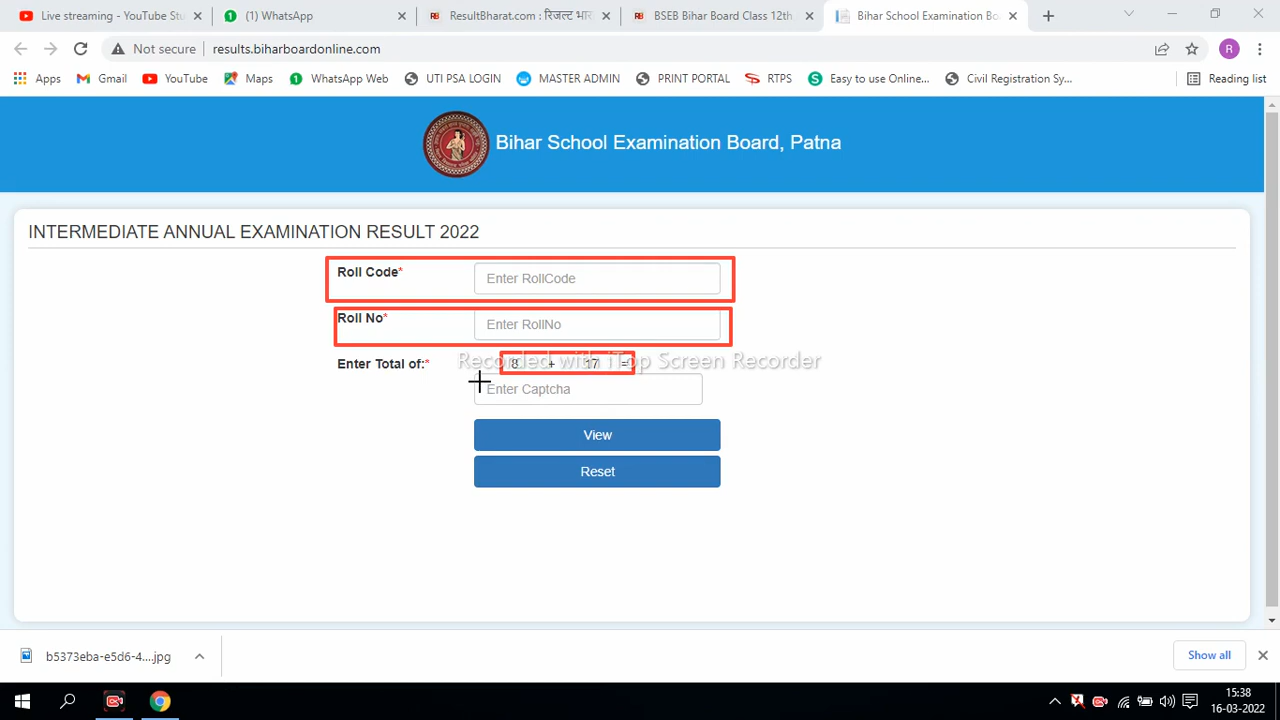 Live streaming - YouTube Stu
(1) WhatsApp
ResultBharat.com : रिजल्ट भार
BSEB Bihar Board Class 12th
Bihar School Examination Bo
Not secure
results.biharboardonline.com
R
Apps
Gmail
YouTube
Maps
WhatsApp Web
UTI PSA LOGIN
MASTER ADMIN
PRINT PORTAL
RTPS
Easy to use Online...
Civil Registration Sy...
Reading list
Bihar School Examination Board, Patna
INTERMEDIATE ANNUAL EXAMINATION RESULT 2022
Roll Code*
Enter RollCode
Roll No*
Enter RollNo
Enter Total of:*
8 + 17 =
Recorded with iTop Screen Recorder
Enter Captcha
View
Reset
b5373eba-e5d6-4....jpg
Show all
15:38
16-03-2022